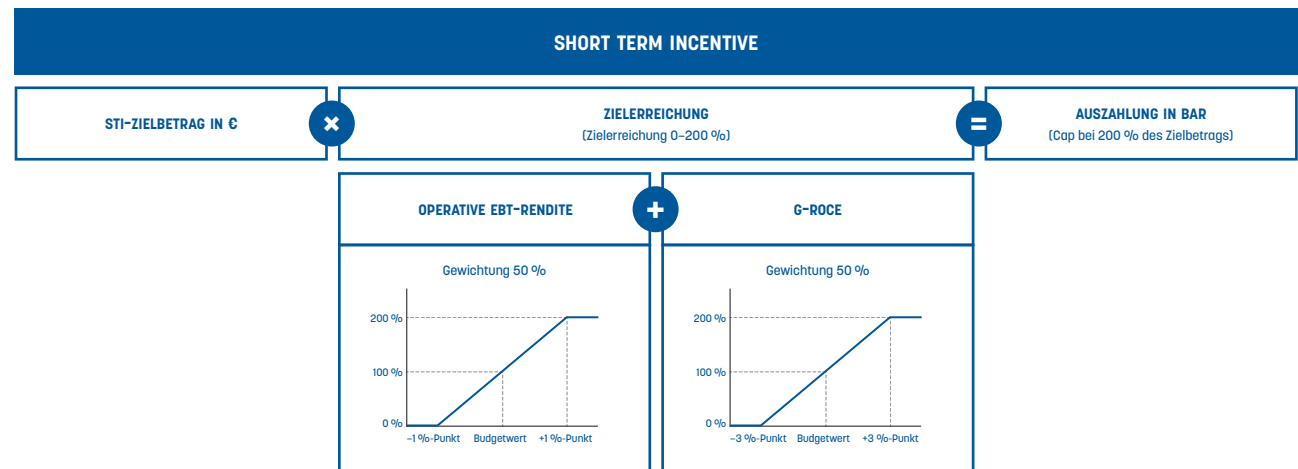 SHORT TERM INCENTIVE
STI-ZIELBETRAG IN €
×
ZIELERREICHUNG
(Zielerreichung 0–200 %)
=
AUSZAHLUNG IN BAR
(Cap bei 200 % des Zielbetrags)
OPERATIVE EBT-RENDITE
+
G-ROCE
Gewichtung 50 %
200 %
100 %
0 %
–1 %-Punkt Budgetwert +1 %-Punkt
Gewichtung 50 %
200 %
100 %
0 %
–3 %-Punkt Budgetwert +3 %-Punkt